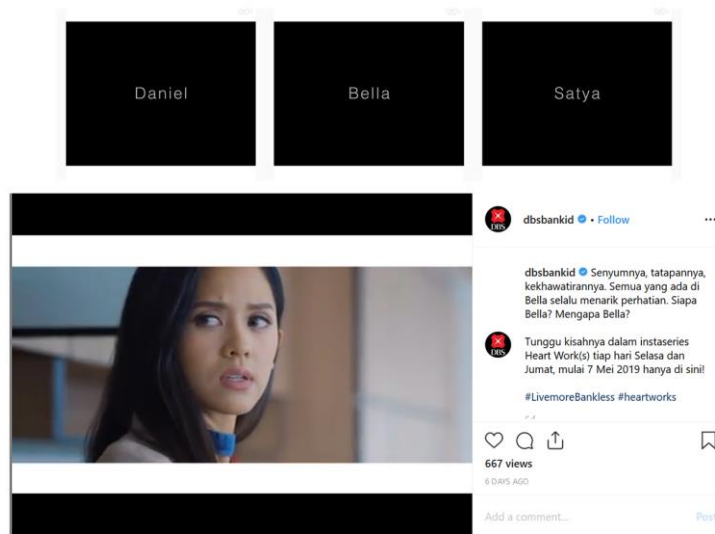 Daniel
Bella
Satya
dbsbankid • Follow
...
DBS
dbsbankid Senyumnya, tatapannya,
kekhawatirannya. Semua yang ada di
Bella selalu menarik perhatian. Siapa
Bella? Mengapa Bella?
DBS
Tunggu kisahnya dalam instaseries
Heart Work(s) tiap hari Selasa dan
Jumat, mulai 7 Mei 2019 hanya di sini!
#LivemoreBankless #heartworks
667 views
6 DAYS AGO
Add a comment...
Post